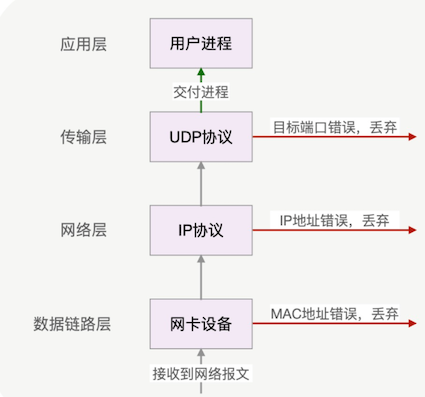 应用层
用户进程
交付进程
传输层
UDP协议
目标端口错误，丢弃
网络层
IP协议
IP地址错误，丢弃
数据链路层
网卡设备
MAC地址错误，丢弃
接收到网络报文